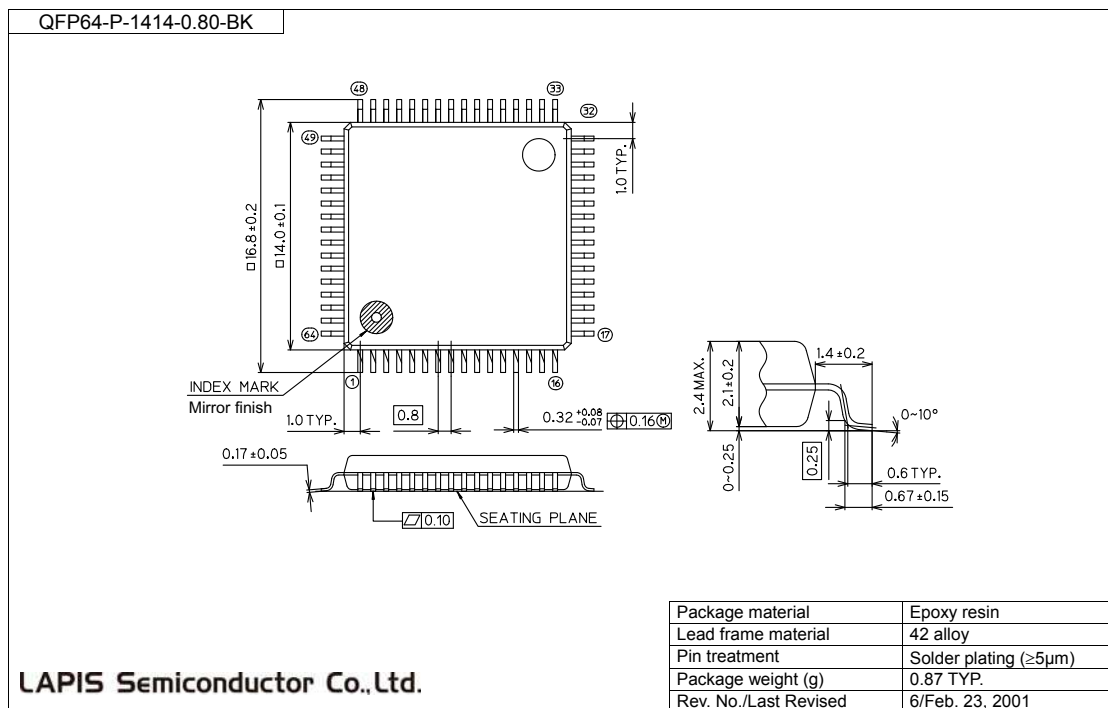 QFP64-P-1414-0.80-BK
48
33
32
49
1.0 TYP.
□16.8±0.2
□14.0±0.1
64
17
1
16
INDEX MARK
Mirror finish
1.0 TYP.
0.8
0.32 +0.08 -0.07
⌖ 0.16Ⓜ
2.4 MAX.
2.1±0.2
1.4±0.2
0~10°
0~0.25
0.25
0.6 TYP.
0.67±0.15
0.17±0.05
⏥ 0.10
SEATING PLANE
Package material Epoxy resin
Lead frame material 42 alloy
Pin treatment Solder plating (≥5μm)
Package weight (g) 0.87 TYP.
Rev. No./Last Revised 6/Feb. 23, 2001
LAPIS Semiconductor Co.,Ltd.